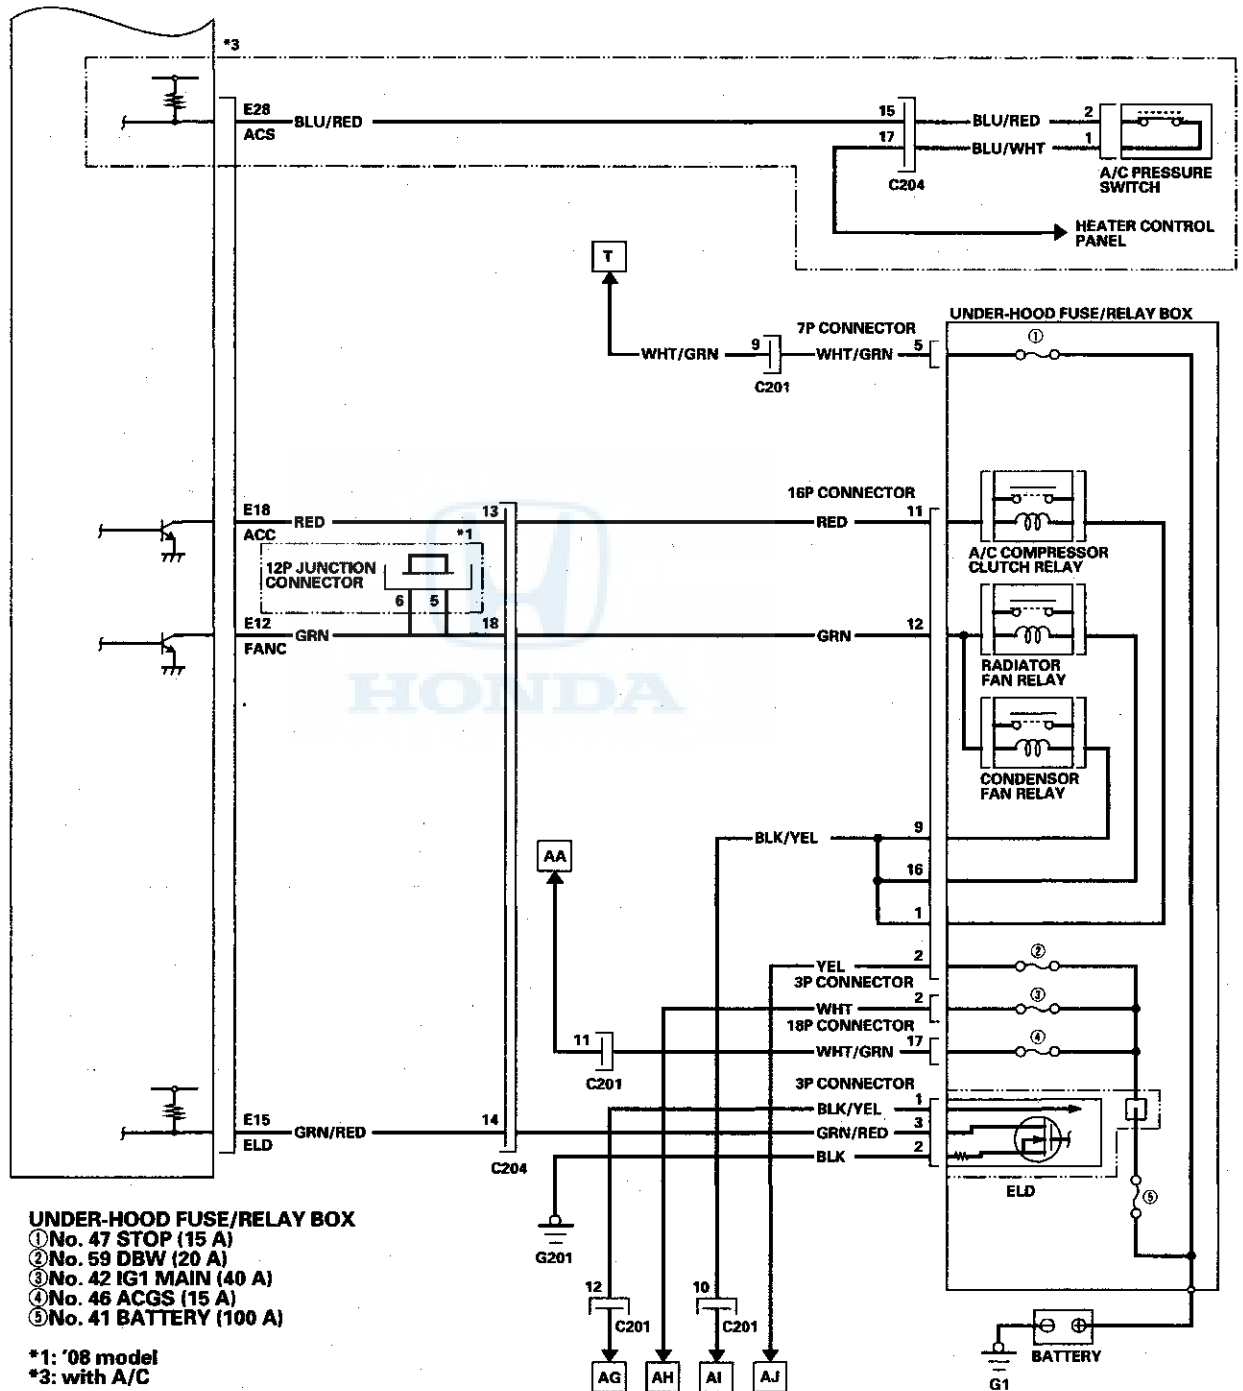 *3
E28
ACS
BLU/RED
15
17
C204
BLU/RED
BLU/WHT
2
1
A/C PRESSURE
SWITCH
HEATER CONTROL
PANEL
T
UNDER-HOOD FUSE/RELAY BOX
7P CONNECTOR
WHT/GRN
9
C201
WHT/GRN
5
①
16P CONNECTOR
E18
ACC
RED
13
RED
11
A/C COMPRESSOR
CLUTCH RELAY
*1
12P JUNCTION
CONNECTOR
6
5
E12
FANC
GRN
18
GRN
12
RADIATOR
FAN RELAY
HONDA
CONDENSOR
FAN RELAY
BLK/YEL
9
16
1
AA
YEL
2
②
3P CONNECTOR
WHT
2
③
18P CONNECTOR
11
C201
WHT/GRN
17
④
3P CONNECTOR
BLK/YEL
1
E15
ELD
GRN/RED
14
C204
GRN/RED
3
BLK
2
ELD
⑤
G201
12
C201
10
C201
AG
AH
AI
AJ
BATTERY
G1
UNDER-HOOD FUSE/RELAY BOX
①No. 47 STOP (15 A)
②No. 59 DBW (20 A)
③No. 42 IG1 MAIN (40 A)
④No. 46 ACGS (15 A)
⑤No. 41 BATTERY (100 A)
*1: '08 model
*3: with A/C